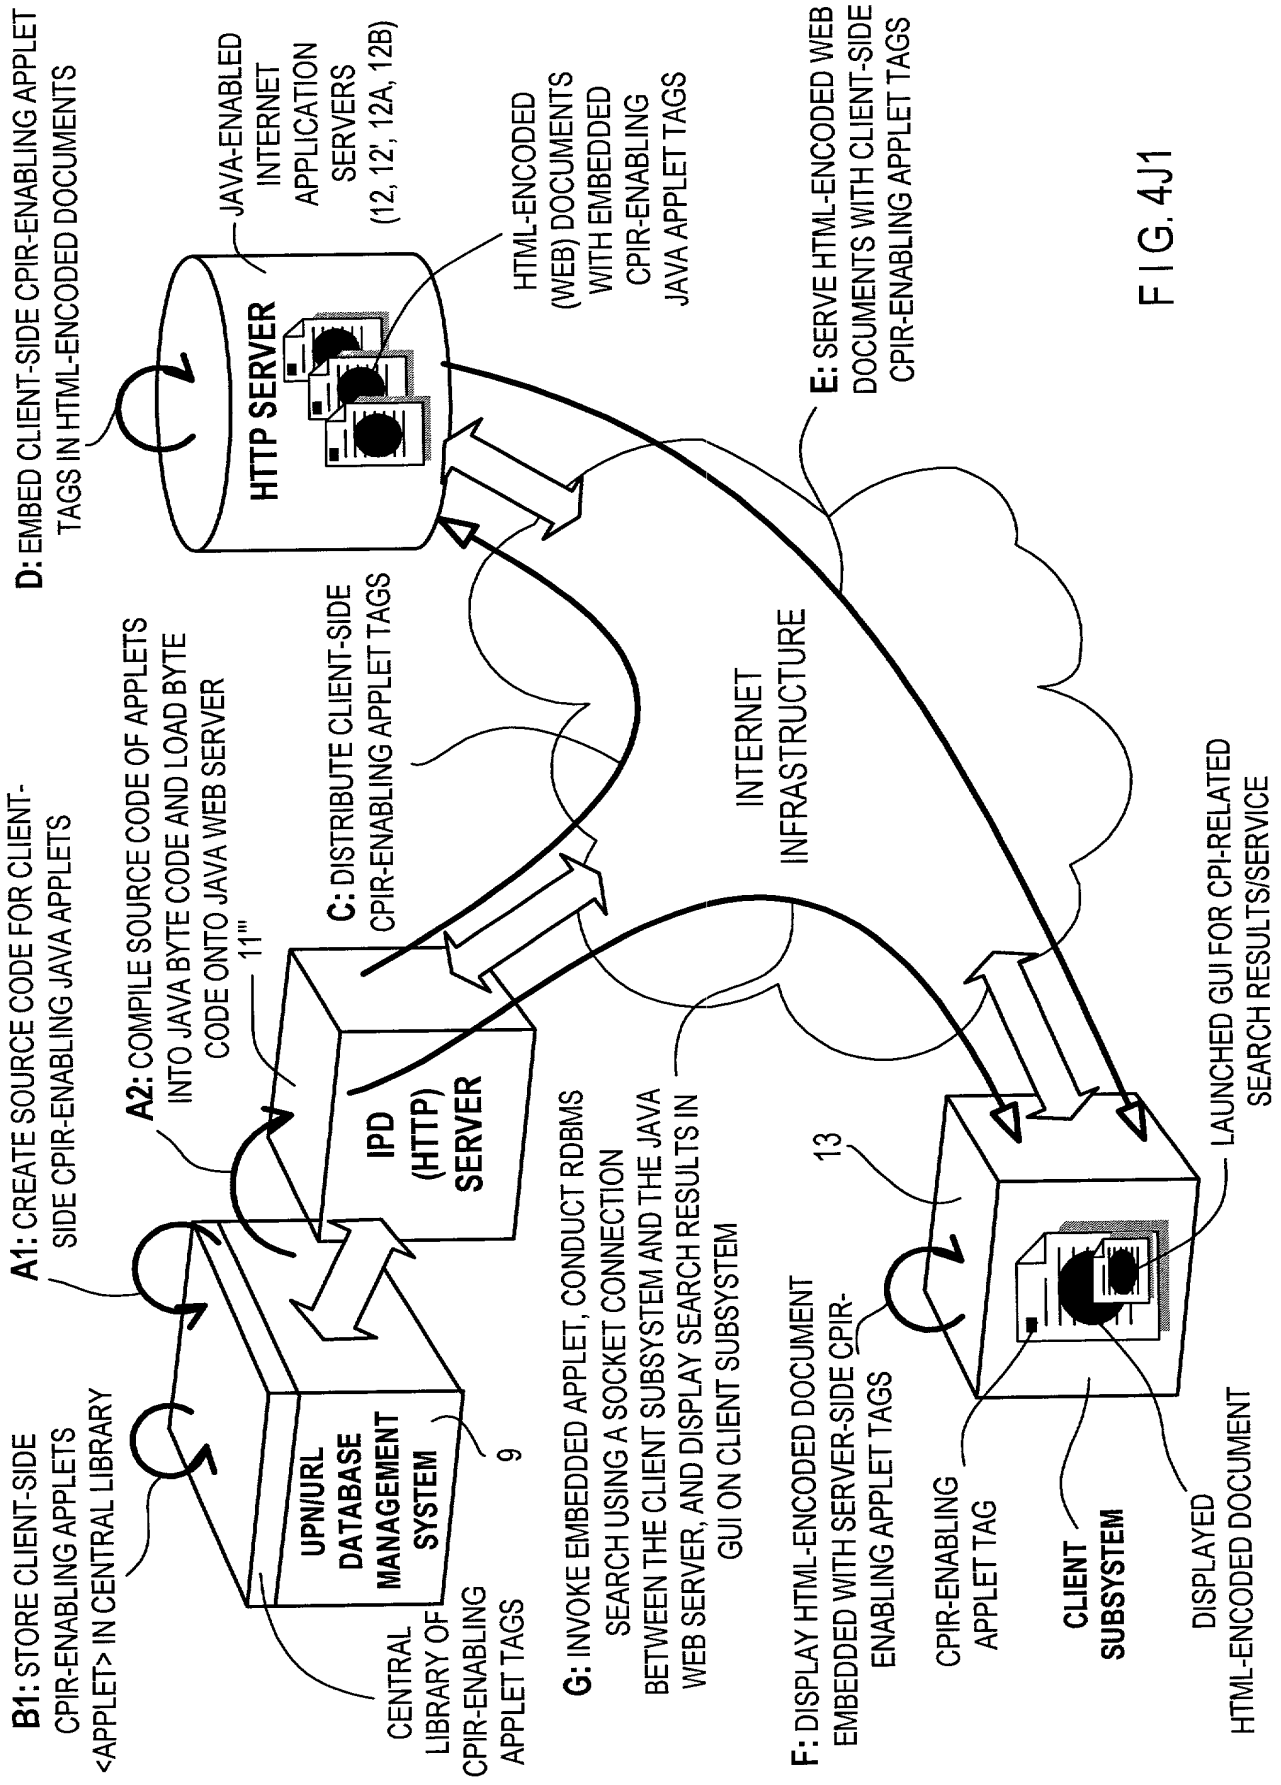 B1: STORE CLIENT-SIDE
CPIR-ENABLING APPLETS
<APPLET> IN CENTRAL LIBRARY
A1: CREATE SOURCE CODE FOR CLIENT-
SIDE CPIR-ENABLING JAVA APPLETS
A2: COMPILE SOURCE CODE OF APPLETS
INTO JAVA BYTE CODE AND LOAD BYTE
CODE ONTO JAVA WEB SERVER
D: EMBED CLIENT-SIDE CPIR-ENABLING APPLET
TAGS IN HTML-ENCODED DOCUMENTS
JAVA-ENABLED
INTERNET
APPLICATION
SERVERS
(12, 12', 12A, 12B)
HTTP SERVER
HTML-ENCODED
(WEB) DOCUMENTS
WITH EMBEDDED
CPIR-ENABLING
JAVA APPLET TAGS
11'''
C: DISTRIBUTE CLIENT-SIDE
CPIR-ENABLING APPLET TAGS
UPN/URL
DATABASE
MANAGEMENT
SYSTEM
9
IPD
(HTTP)
SERVER
CENTRAL
LIBRARY OF
CPIR-ENABLING
APPLET TAGS
G: INVOKE EMBEDDED APPLET, CONDUCT RDBMS
SEARCH USING A SOCKET CONNECTION
BETWEEN THE CLIENT SUBSYSTEM AND THE JAVA
WEB SERVER, AND DISPLAY SEARCH RESULTS IN
GUI ON CLIENT SUBSYSTEM
INTERNET
INFRASTRUCTURE
E: SERVE HTML-ENCODED WEB
DOCUMENTS WITH CLIENT-SIDE
CPIR-ENABLING APPLET TAGS
F: DISPLAY HTML-ENCODED DOCUMENT
EMBEDDED WITH SERVER-SIDE CPIR-
ENABLING APPLET TAGS
13
CPIR-ENABLING
APPLET TAG
CLIENT
SUBSYSTEM
DISPLAYED
HTML-ENCODED DOCUMENT
LAUNCHED GUI FOR CPI-RELATED
SEARCH RESULTS/SERVICE
FIG. 4J1